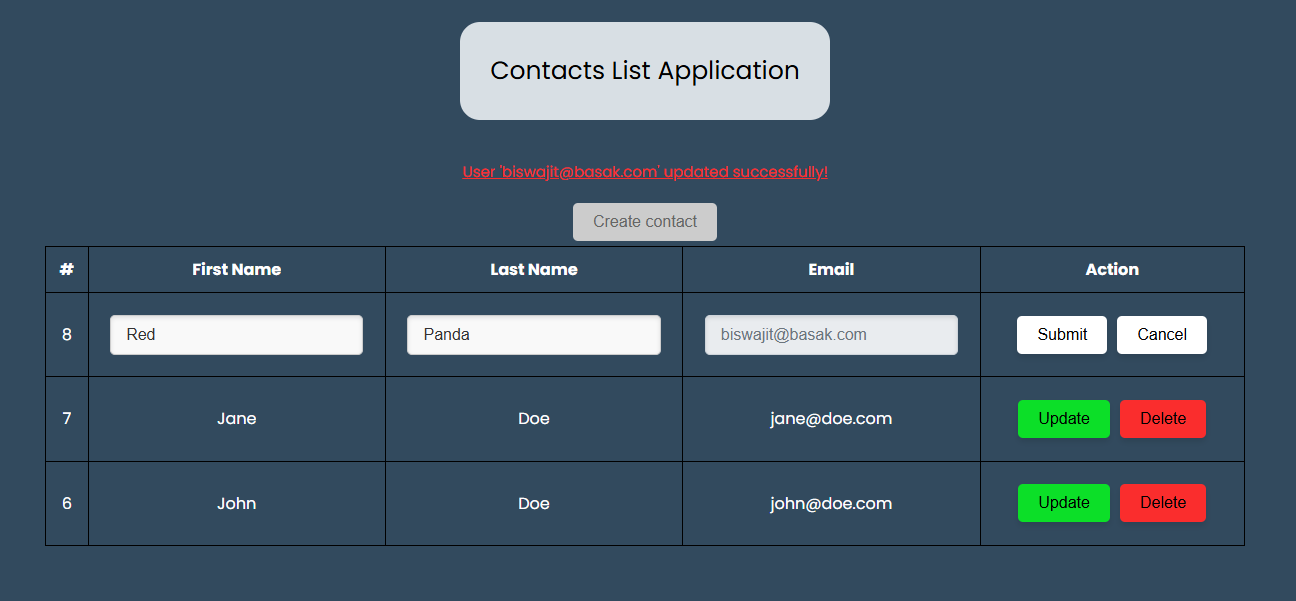 Contacts List Application
User 'biswajit@basak.com' updated successfully!
Create contact
# First Name Last Name Email Action
8 Red Panda biswajit@basak.com Submit Cancel
7 Jane Doe jane@doe.com Update Delete
6 John Doe john@doe.com Update Delete